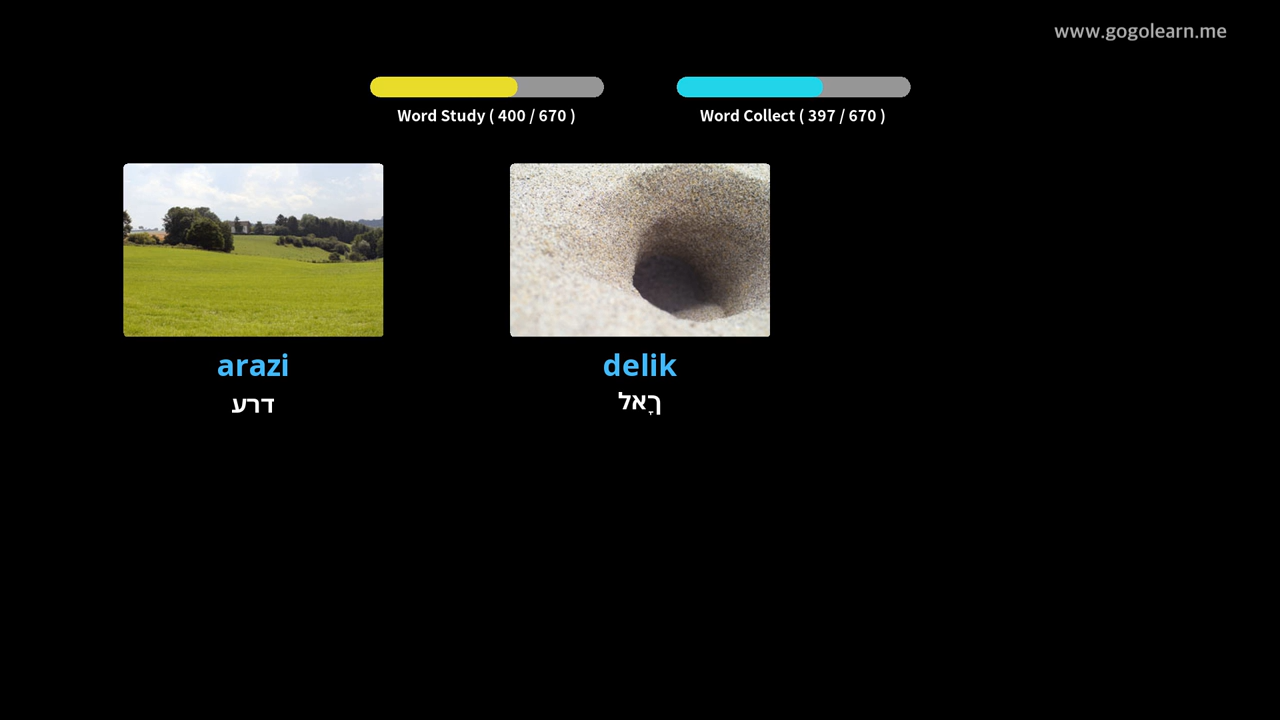 www.gogolearn.me
Word Study ( 400 / 670 )
Word Collect ( 397 / 670 )
arazi
דרע
delik
ךָאל